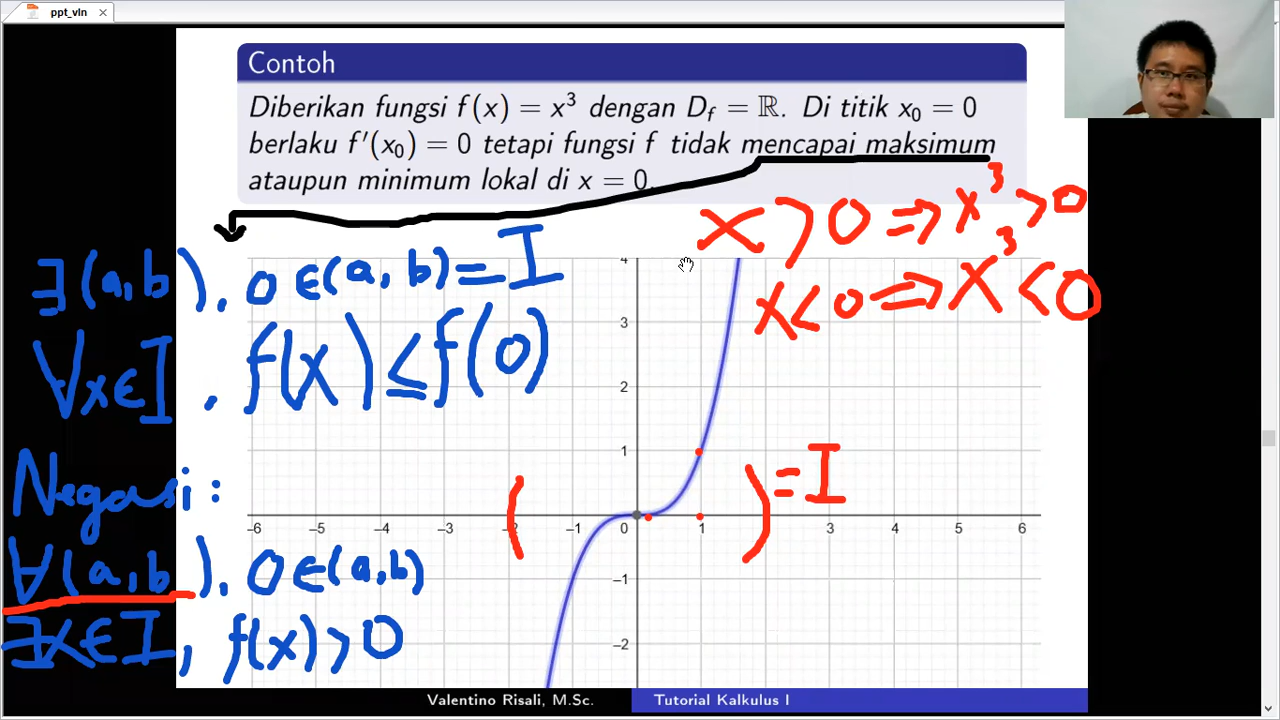 ppt_vln
Contoh
Diberikan fungsi f(x) = x³ dengan D_f = ℝ. Di titik x₀ = 0
berlaku f′(x₀) = 0 tetapi fungsi f tidak mencapai maksimum
ataupun minimum lokal di x = 0.
x > 0 ⇒ x³ > 0
x < 0 ⇒ x³ < 0
∃(a,b), 0 ∈ (a,b) = I
∀x ∈ I, f(x) ≤ f(0)
Negasi:
∀(a,b), 0 ∈ (a,b)
∃x ∈ I, f(x) > 0
4
3
2
1
( ) = I
-6 -5 -4 -2 -1 0 1 3 4 5 6
-1
-2
Valentino Risali, M.Sc. Tutorial Kalkulus I